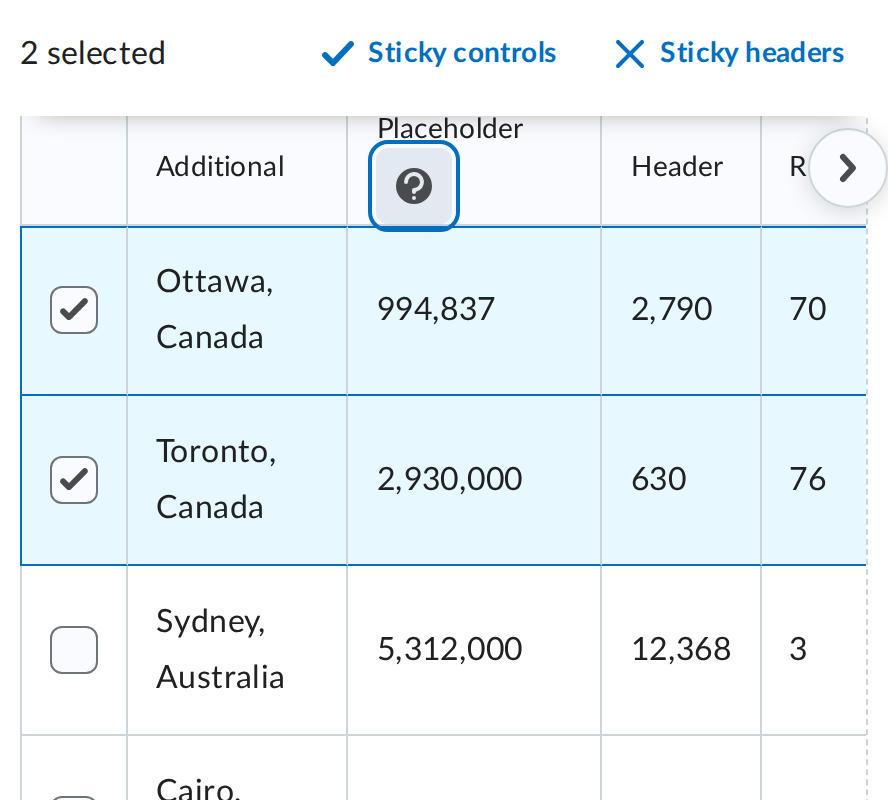 2 selected
Sticky controls
Sticky headers
Additional
Placeholder
Header
R
Ottawa,
Canada
994,837
2,790
70
Toronto,
Canada
2,930,000
630
76
Sydney,
Australia
5,312,000
12,368
3
Cairo,